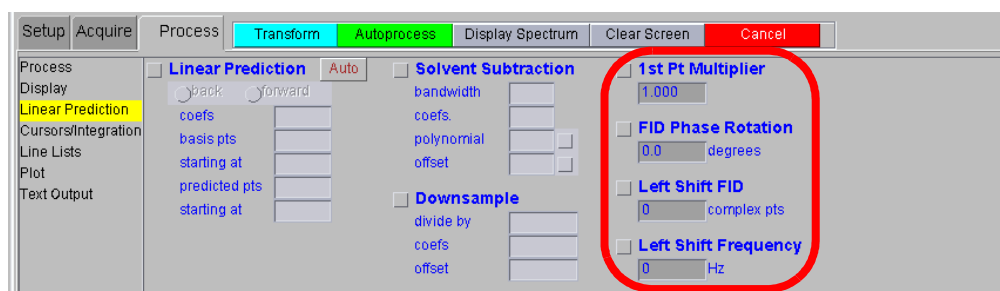 Setup Acquire Process Transform Autoprocess Display Spectrum Clear Screen Cancel
Process
Display
Linear Prediction
Cursors/Integration
Line Lists
Plot
Text Output
Linear Prediction Auto
back forward
coefs
basis pts
starting at
predicted pts
starting at
Solvent Subtraction
bandwidth
coefs.
polynomial
offset
Downsample
divide by
coefs
offset
1st Pt Multiplier
1.000
FID Phase Rotation
0.0 degrees
Left Shift FID
0 complex pts
Left Shift Frequency
0 Hz